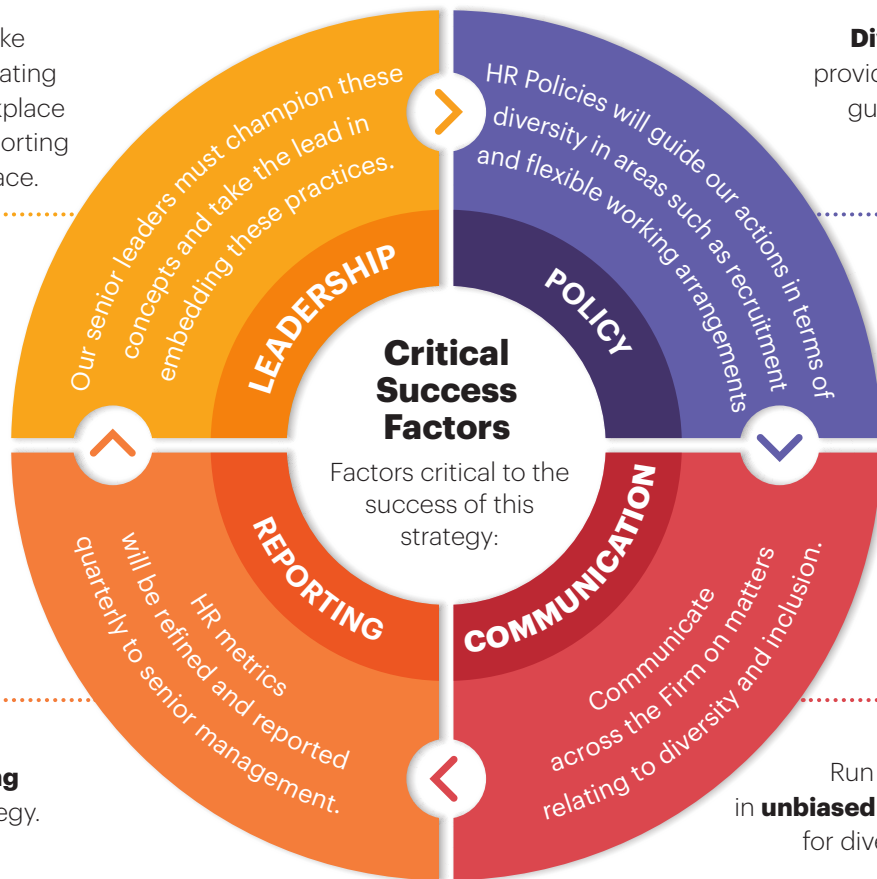 Our senior leaders must champion these
concepts and take the lead in
embedding these practices.
LEADERSHIP
HR Policies will guide our actions in terms of
diversity in areas such as recruitment
and flexible working arrangements
POLICY
Critical
Success
Factors
Factors critical to the
success of this
strategy:
COMMUNICATION
Communicate
across the Firm on matters
relating to diversity and inclusion.
REPORTING
HR metrics
will be refined and reported
quarterly to senior management.
Run
in unbiased